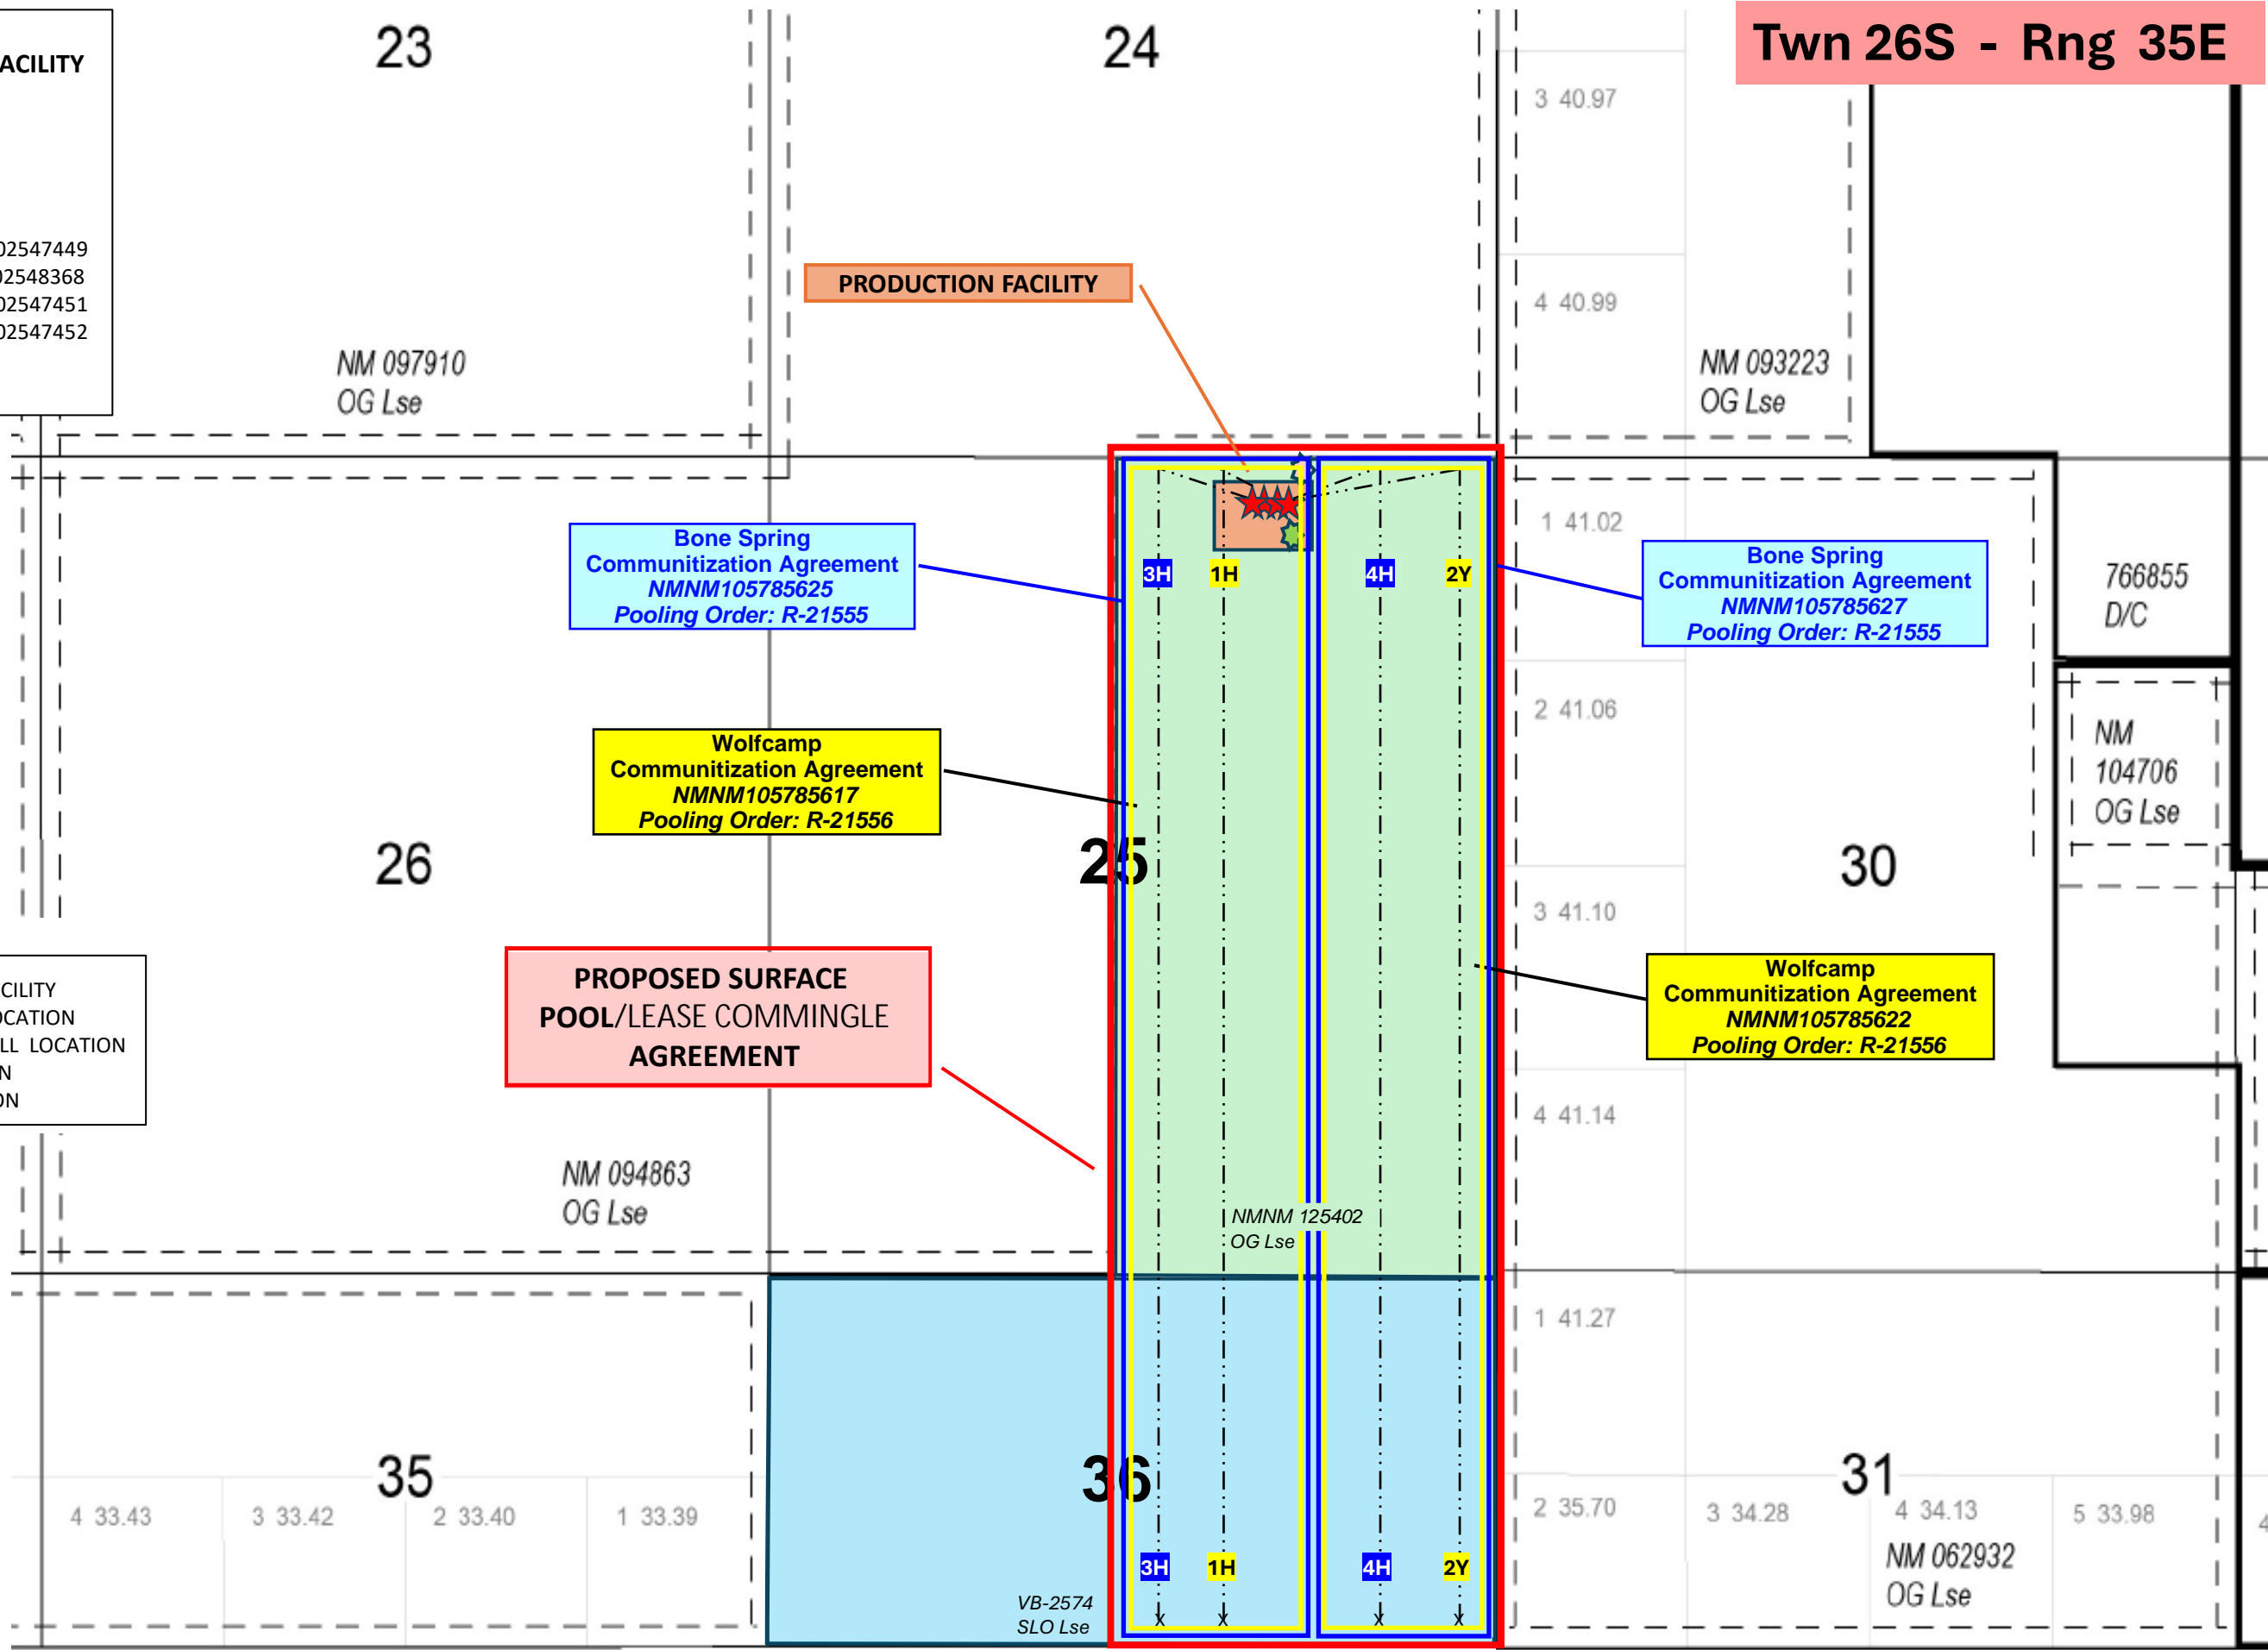 23
24
Twn 26S - Rng 35E
ACILITY
3 40.97
02547449
02548368
02547451
02547452
PRODUCTION FACILITY
4 40.99
NM 097910
OG Lse
NM 093223
OG Lse
1 41.02
Bone Spring
Communitization Agreement
NMNM105785625
Pooling Order: R-21555
3H
1H
4H
2Y
Bone Spring
Communitization Agreement
NMNM105785627
Pooling Order: R-21555
766855
D/C
2 41.06
NM
104706
OG Lse
Wolfcamp
Communitization Agreement
NMNM105785617
Pooling Order: R-21556
26
25
30
3 41.10
CILITY
OCATION
LL LOCATION
N
ON
PROPOSED SURFACE
POOL/LEASE COMMINGLE
AGREEMENT
Wolfcamp
Communitization Agreement
NMNM105785622
Pooling Order: R-21556
4 41.14
NM 094863
OG Lse
NMNM 125402
OG Lse
1 41.27
35
36
31
4 33.43
3 33.42
2 33.40
1 33.39
2 35.70
3 34.28
4 34.13
5 33.98
4
3H
1H
4H
2Y
NM 062932
OG Lse
VB-2574
SLO Lse
X
X
X
X